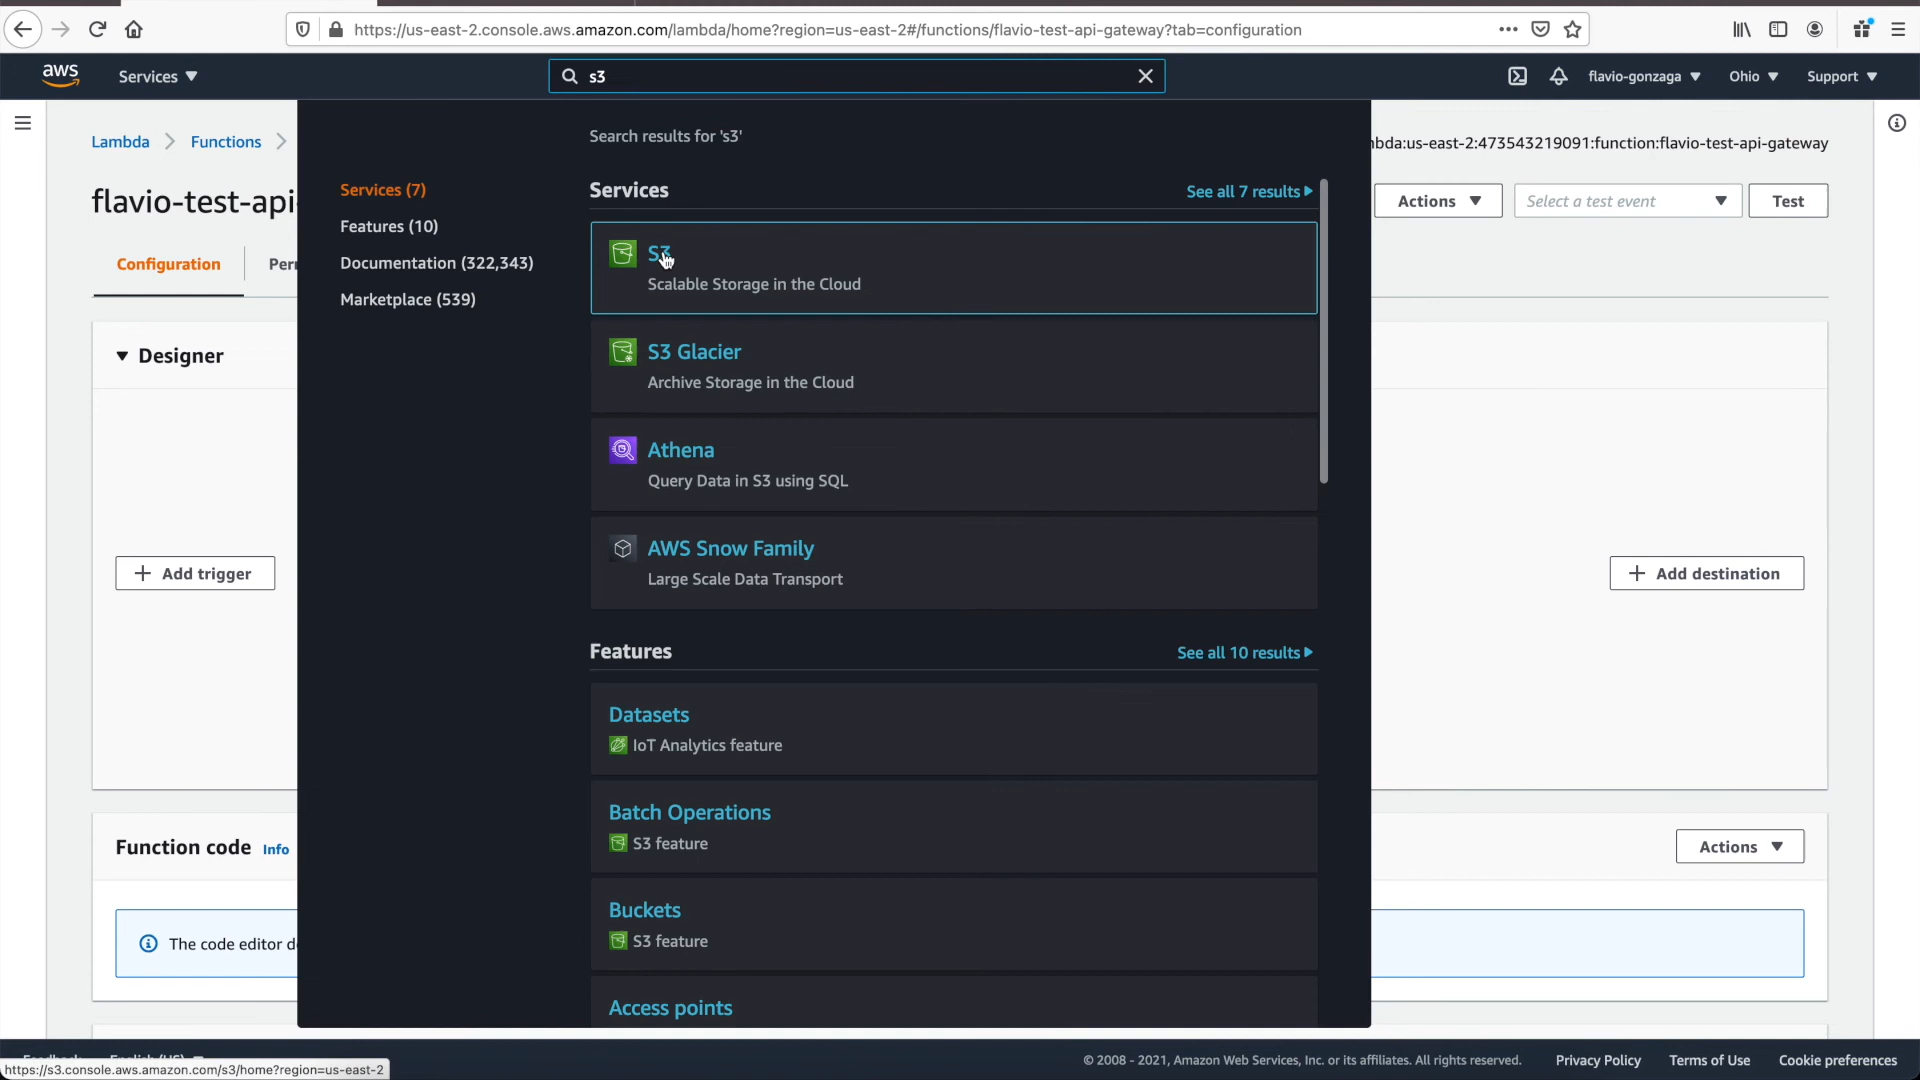 https://us-east-2.console.aws.amazon.com/lambda/home?region=us-east-2#/functions/flavio-test-api-gateway?tab=configuration
aws
Services
s3
flavio-gonzaga
Ohio
Support
Lambda
Functions
bda:us-east-2:473543219091:function:flavio-test-api-gateway
Search results for 's3'
flavio-test-api-
Actions
Select a test event
Test
Configuration
Services (7)
Features (10)
Documentation (322,343)
Marketplace (539)
Services
See all 7 results
S3
Scalable Storage in the Cloud
S3 Glacier
Archive Storage in the Cloud
Athena
Query Data in S3 using SQL
AWS Snow Family
Large Scale Data Transport
Designer
Add trigger
Add destination
Features
See all 10 results
Datasets
IoT Analytics feature
Batch Operations
S3 feature
Buckets
S3 feature
Access points
Function code
Info
Actions
The code editor d
© 2008 - 2021, Amazon Web Services, Inc. or its affiliates. All rights reserved.
Privacy Policy
Terms of Use
Cookie preferences
https://s3.console.aws.amazon.com/s3/home?region=us-east-2